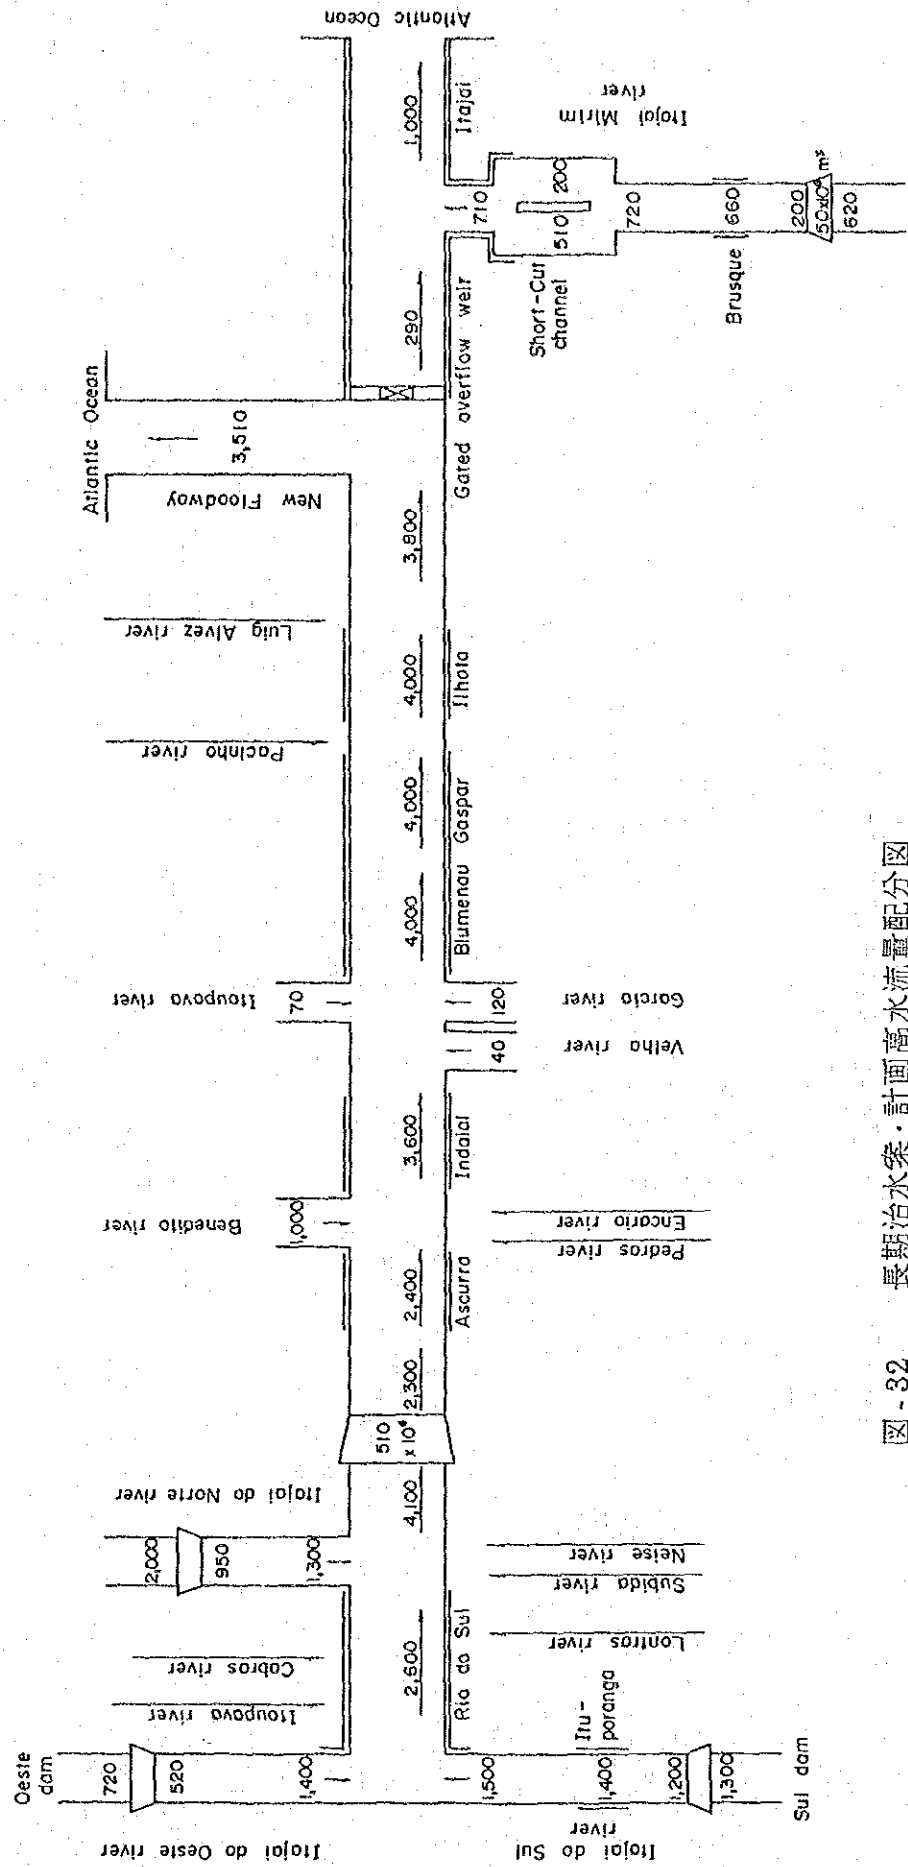 Oeste
dam
720
520
1,400
Itajai do Oeste river
Itajai do Sul
river
1,500
Itu-
poranga
1,400
1,200
1,300
Sul dam
Itoupava river
Cobras river
2,600
Rio do Sul
Lontros river
Subida river
Neise river
Itajai do Norte river
2,000
950
1,300
4,100
510
x 10⁶
2,300
2,400
Ascurra
Pedras river
Encario river
Benedito river
1,000
3,600
Indaial
Velha river
40
Garcia river
120
Itoupava river
70
4,000
Blumenau
4,000
Gaspar
Pocinho river
4,000
Ilhota
Luig Alvez river
3,800
New Floodway
3,510
Atlantic Ocean
Gated overflow weir
290
Short-Cut
channel
710
510
200
720
Brusque
660
200
50x10⁶ m³
620
Itajai Mirim
river
1,000
Itajai
Atlantic Ocean
図 - 32 長期治水案・計画高水流量配分図